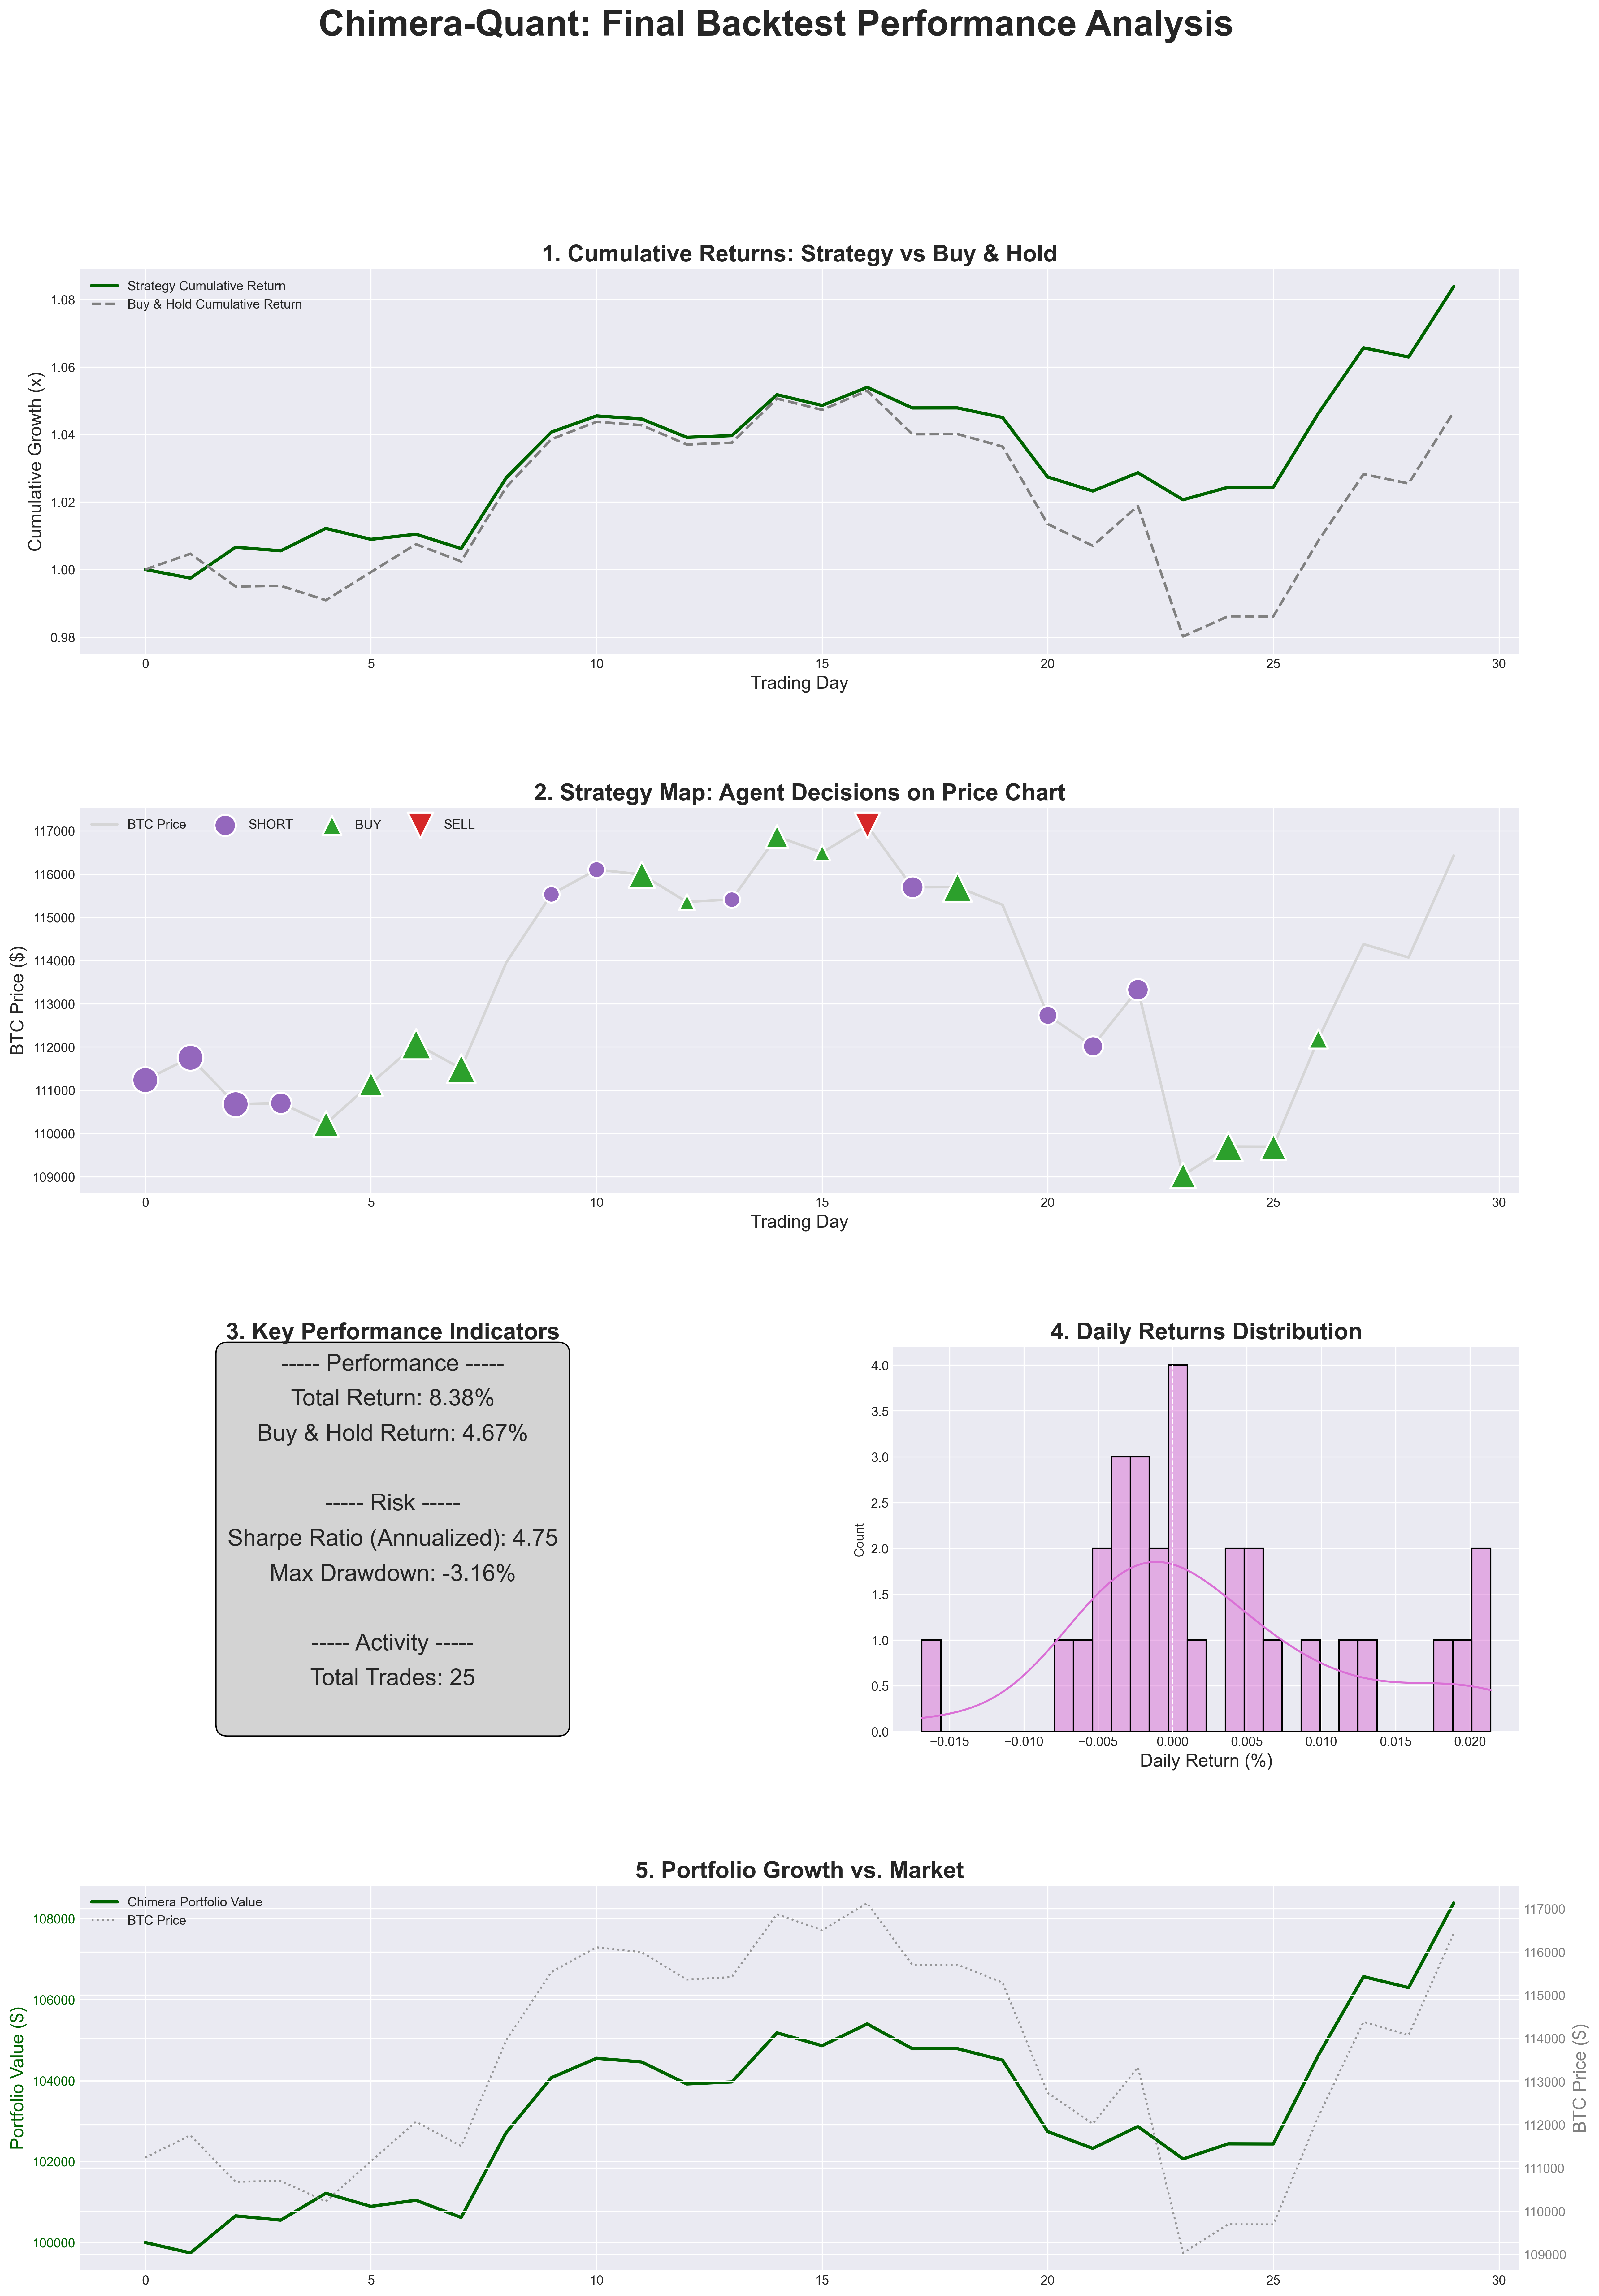 Chimera-Quant: Final Backtest Performance Analysis
1. Cumulative Returns: Strategy vs Buy & Hold
Strategy Cumulative Return
Buy & Hold Cumulative Return
Cumulative Growth (x)
1.08
1.06
1.04
1.02
1.00
0.98
0 5 10 15 20 25 30
Trading Day
2. Strategy Map: Agent Decisions on Price Chart
BTC Price SHORT BUY SELL
BTC Price ($)
117000
116000
115000
114000
113000
112000
111000
110000
109000
0 5 10 15 20 25 30
Trading Day
3. Key Performance Indicators
----- Performance -----
Total Return: 8.38%
Buy & Hold Return: 4.67%
----- Risk -----
Sharpe Ratio (Annualized): 4.75
Max Drawdown: -3.16%
----- Activity -----
Total Trades: 25
4. Daily Returns Distribution
Count
4.0
3.5
3.0
2.5
2.0
1.5
1.0
0.5
0.0
−0.015 −0.010 −0.005 0.000 0.005 0.010 0.015 0.020
Daily Return (%)
5. Portfolio Growth vs. Market
Chimera Portfolio Value
BTC Price
Portfolio Value ($)
108000
106000
104000
102000
100000
117000
116000
115000
114000
113000
112000
111000
110000
109000
BTC Price ($)
0 5 10 15 20 25 30